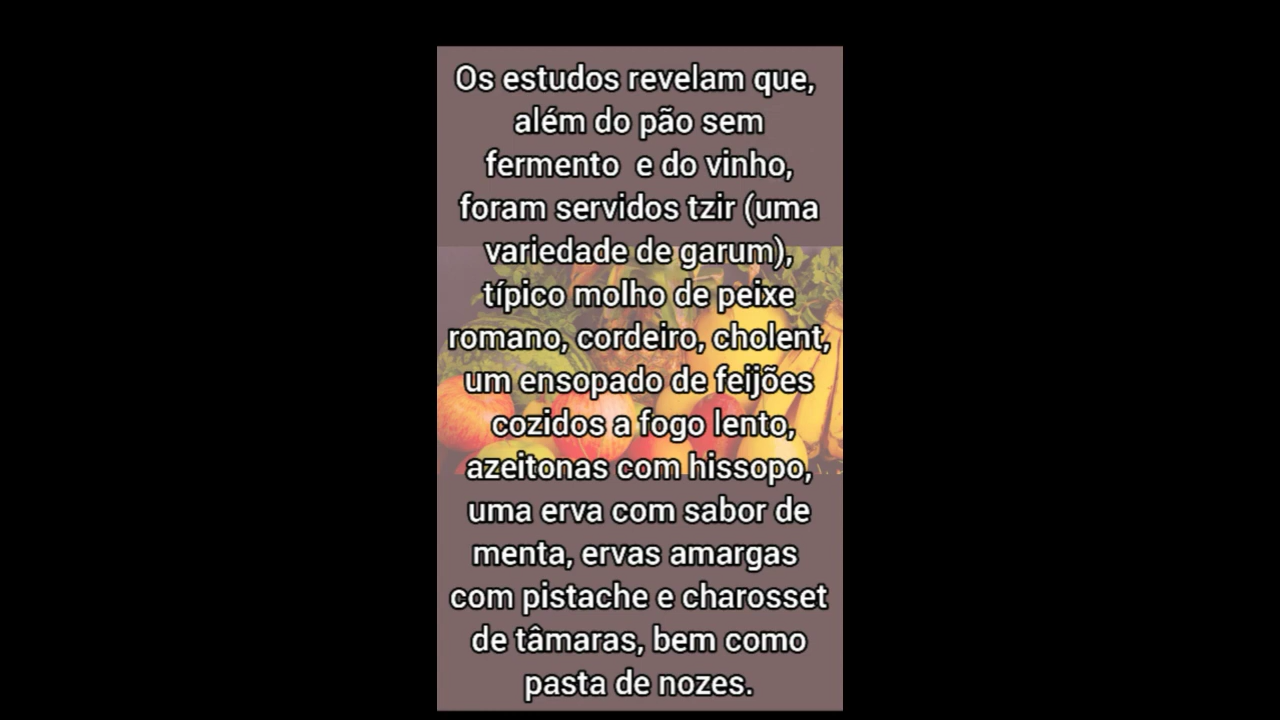 Os estudos revelam que,
além do pão sem
fermento  e do vinho,
foram servidos tzir (uma
variedade de garum),
típico molho de peixe
romano, cordeiro, cholent,
um ensopado de feijões
cozidos a fogo lento,
azeitonas com hissopo,
uma erva com sabor de
menta, ervas amargas
com pistache e charosset
de tâmaras, bem como
pasta de nozes.